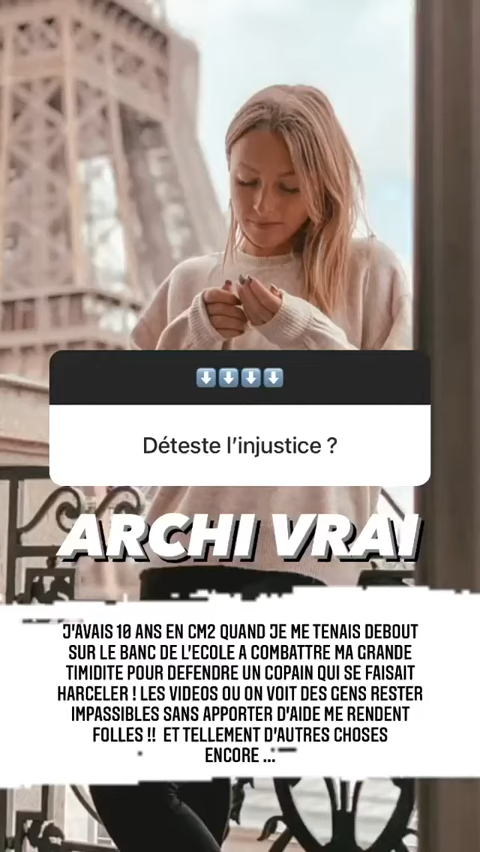 ⬇️⬇️⬇️⬇️
Déteste l'injustice ?
ARCHI VRAI
J'AVAIS 10 ANS EN CM2 QUAND JE ME TENAIS DEBOUT
SUR LE BANC DE L'ECOLE A COMBATTRE MA GRANDE
TIMIDITE POUR DEFENDRE UN COPAIN QUI SE FAISAIT
HARCELER ! LES VIDEOS OU ON VOIT DES GENS RESTER
IMPASSIBLES SANS APPORTER D'AIDE ME RENDENT
FOLLES !! ET TELLEMENT D'AUTRES CHOSES
ENCORE ...